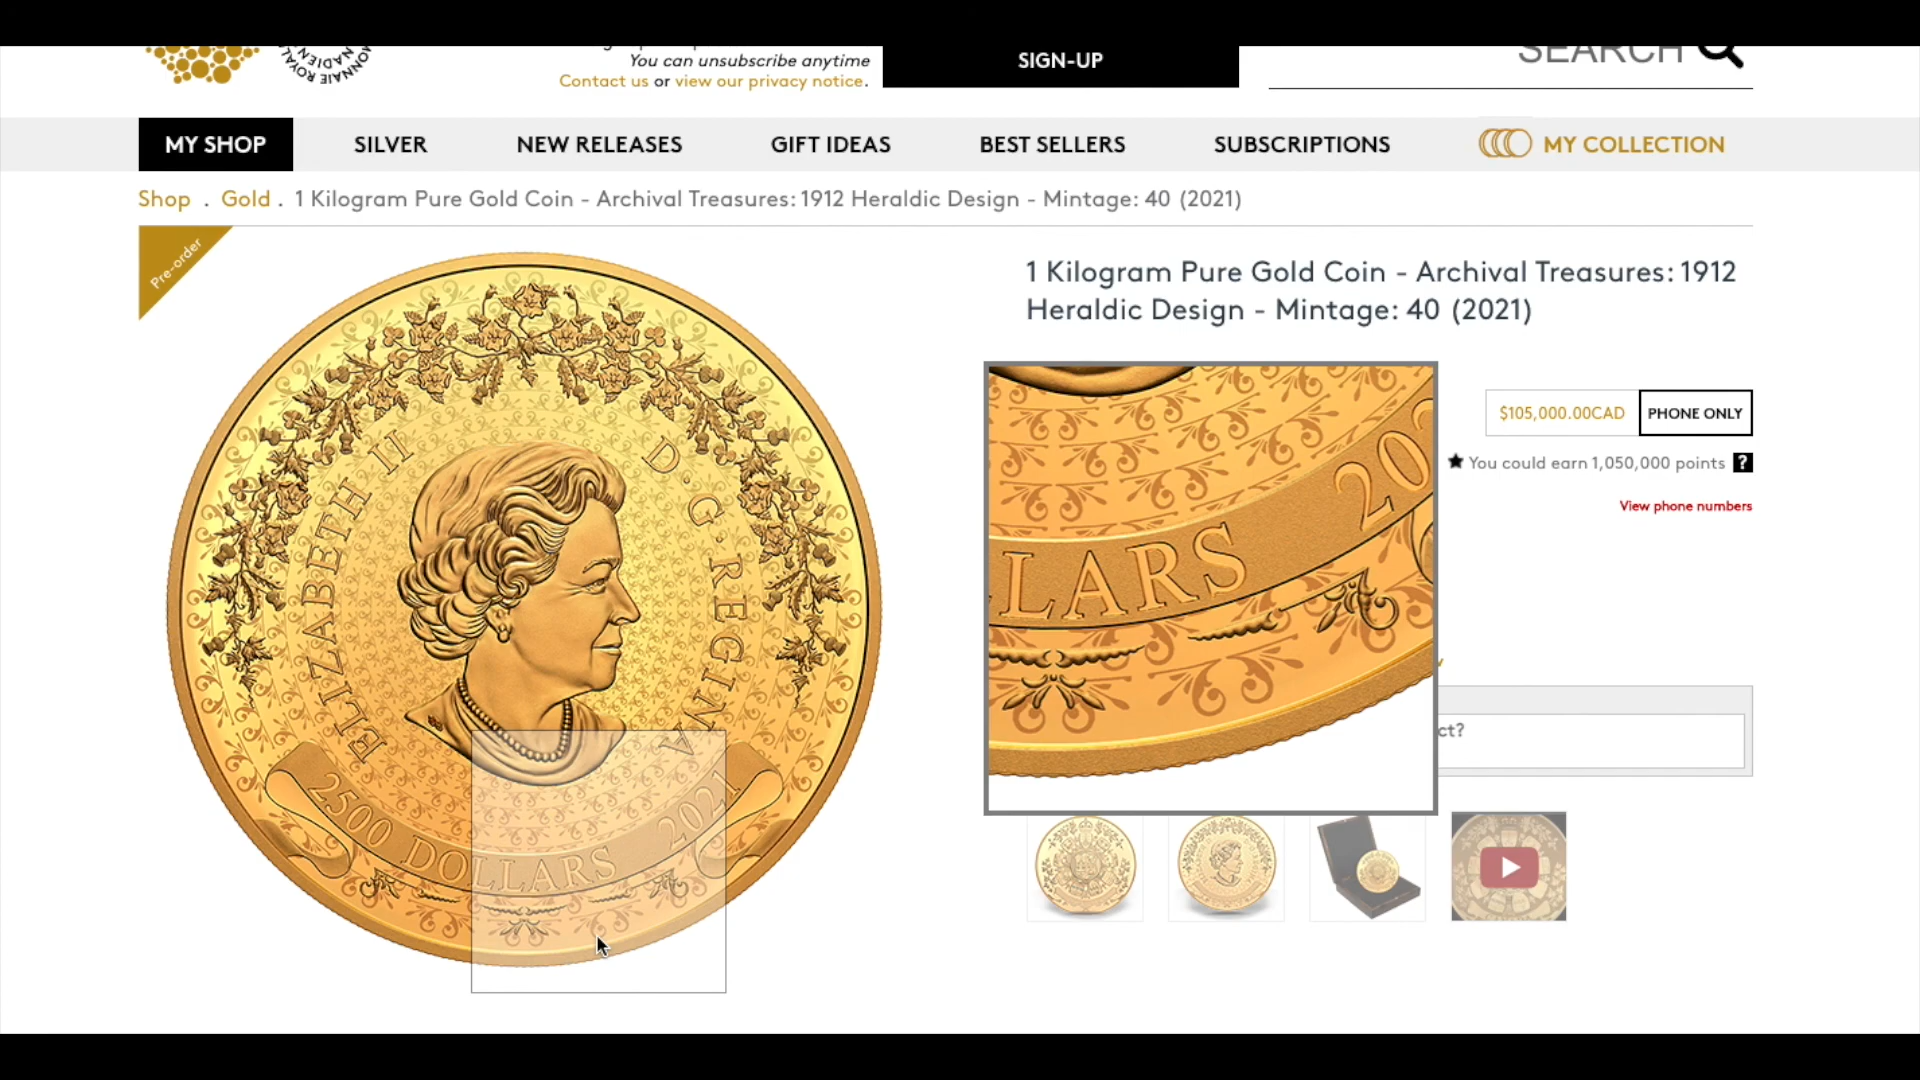 MONNAIE ROYALE
You can unsubscribe anytime
Contact us or view our privacy notice.
SIGN-UP
SEARCH
MY SHOP
SILVER
NEW RELEASES
GIFT IDEAS
BEST SELLERS
SUBSCRIPTIONS
MY COLLECTION
Shop . Gold . 1 Kilogram Pure Gold Coin - Archival Treasures: 1912 Heraldic Design - Mintage: 40 (2021)
Pre-order
ELIZABETH II D.G. REGINA
2500 DOLLARS 2021
1 Kilogram Pure Gold Coin - Archival Treasures: 1912
Heraldic Design - Mintage: 40 (2021)
LARS 202
$105,000.00CAD
PHONE ONLY
You could earn 1,050,000 points ?
View phone numbers
ct?